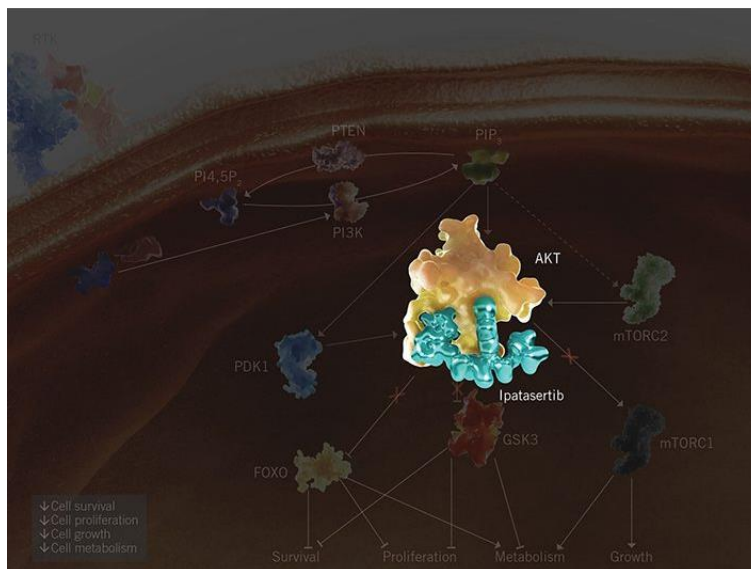 RTK
PTEN
PIP3
PI4,5P2
PI3K
AKT
mTORC2
PDK1
Ipatasertib
GSK3
mTORC1
FOXO
↓ Cell survival
↓ Cell proliferation
↓ Cell growth
↓ Cell metabolism
Survival Proliferation Metabolism Growth